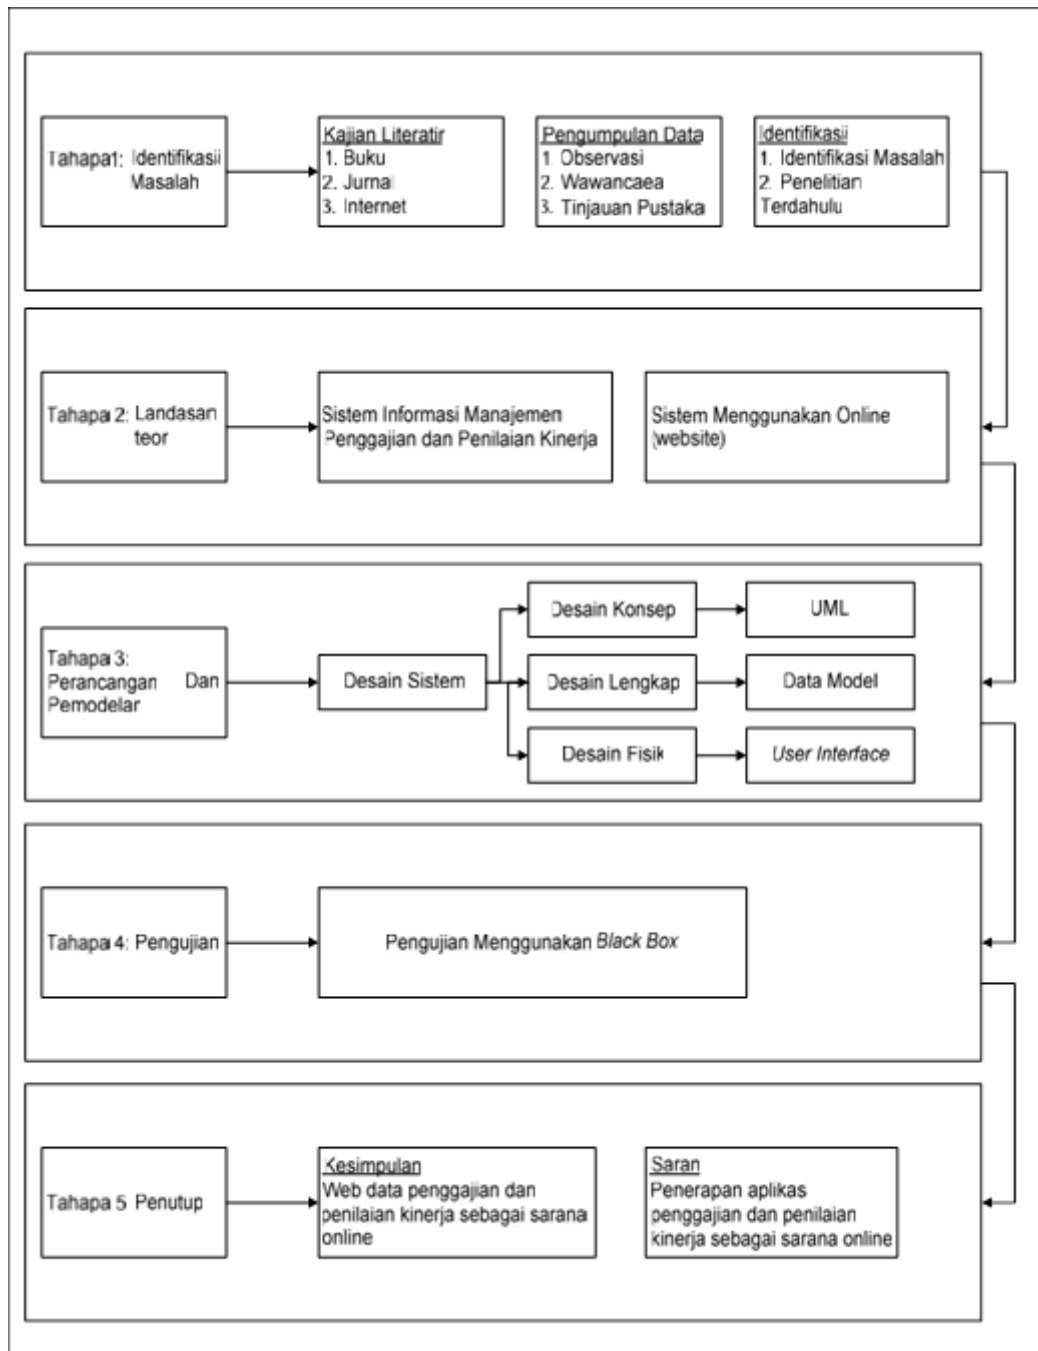 Tahapa1: Identifikasii
Masalah
Kajian Literatir
1. Buku
2. Jurnal
3. Internet
Pengumpulan Data
1. Observasi
2. Wawancaea
3. Tinjauan Pustaka
Identifikasii
1. Identifikasi Masalah
2. Penelitian
Terdahulu
Tahapa 2: Landasan
teor
Sistem Informasi Manajemen
Penggajian dan Penilaian Kinerja
Sistem Menggunakan Online
(website)
Tahapa 3:
Perancangan Dan
Pemodelar
Desain Sistem
Desain Konsep
UML
Desain Lengkap
Data Model
Desain Fisik
User Interface
Tahapa 4: Pengujian
Pengujian Menggunakan Black Box
Tahapa 5 Penutup
Kesimpulan
Web data penggajian dan
penilaian kinerja sebagai sarana
online
Saran
Penerapan aplikas
penggajian dan penilaian
kinerja sebagai sarana online